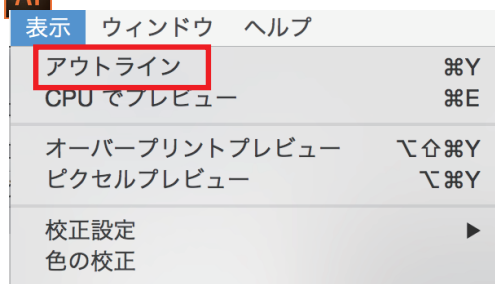 Ai
表示 ウィンドウ ヘルプ
アウトライン ⌘Y
CPU でプレビュー ⌘E
オーバープリントプレビュー ⌥⇧⌘Y
ピクセルプレビュー ⌥⌘Y
校正設定 ▶
色の校正